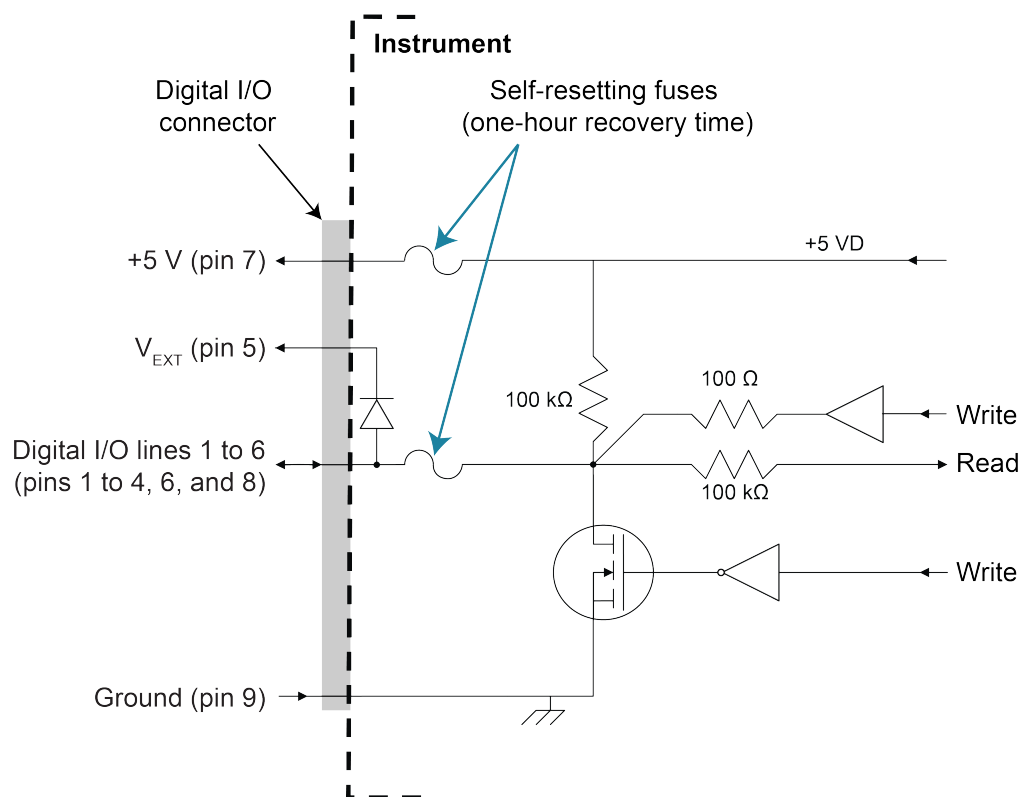 Instrument
Digital I/O
connector
Self-resetting fuses
(one-hour recovery time)
+5 V (pin 7)
+5 VD
VEXT (pin 5)
100 kΩ
100 Ω
Write
Digital I/O lines 1 to 6
(pins 1 to 4, 6, and 8)
Read
100 kΩ
Write
Ground (pin 9)